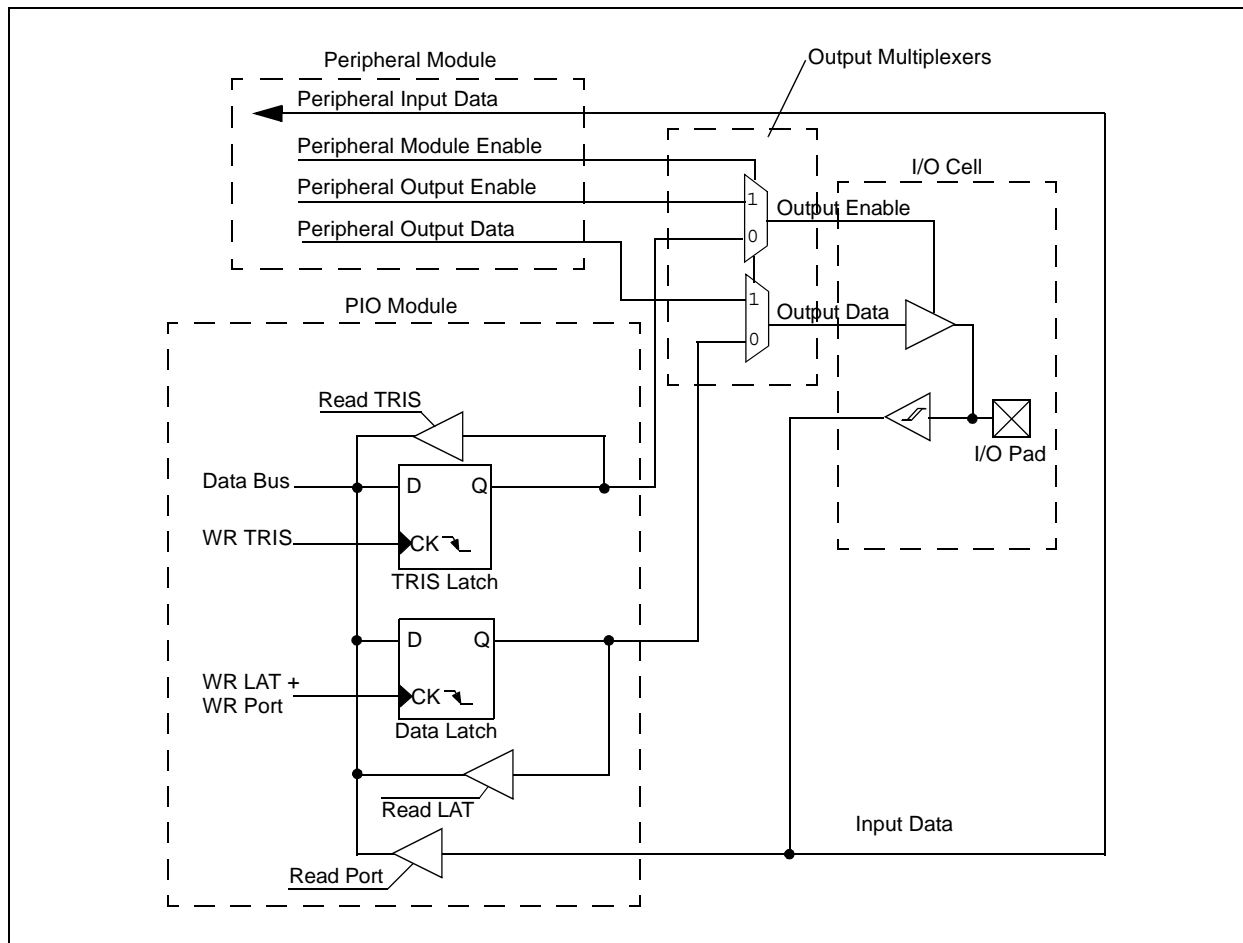 Peripheral Module
Output Multiplexers
Peripheral Input Data
Peripheral Module Enable
I/O Cell
Peripheral Output Enable
1
Output Enable
Peripheral Output Data
0
PIO Module
1
Output Data
0
Read TRIS
I/O Pad
Data Bus
D
Q
WR TRIS
CK
TRIS Latch
D
Q
WR LAT +
WR Port
CK
Data Latch
Read LAT
Input Data
Read Port